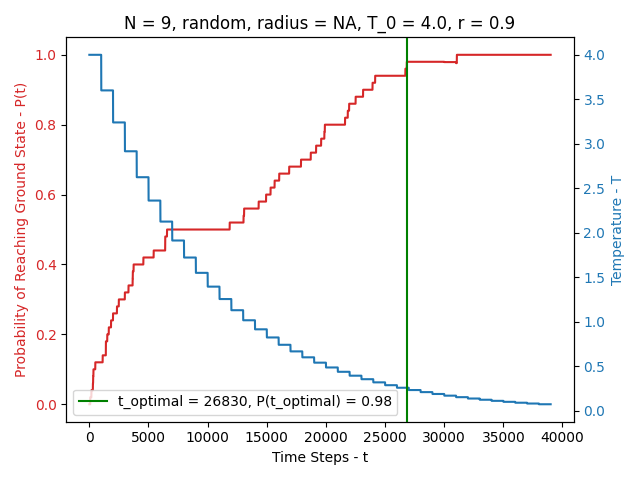 N = 9, random, radius = NA, T_0 = 4.0, r = 0.9
Probability of Reaching Ground State - P(t)
1.0
0.8
0.6
0.4
0.2
0.0
4.0
3.5
3.0
2.5
2.0
1.5
1.0
0.5
0.0
Temperature - T
t_optimal = 26830, P(t_optimal) = 0.98
0 5000 10000 15000 20000 25000 30000 35000 40000
Time Steps - t